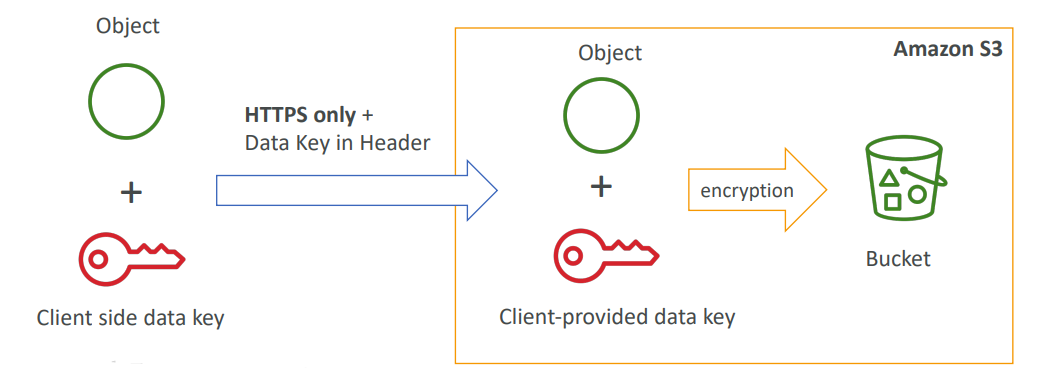 Object
+
Client side data key
HTTPS only +
Data Key in Header
Amazon S3
Object
+
Client-provided data key
encryption
Bucket